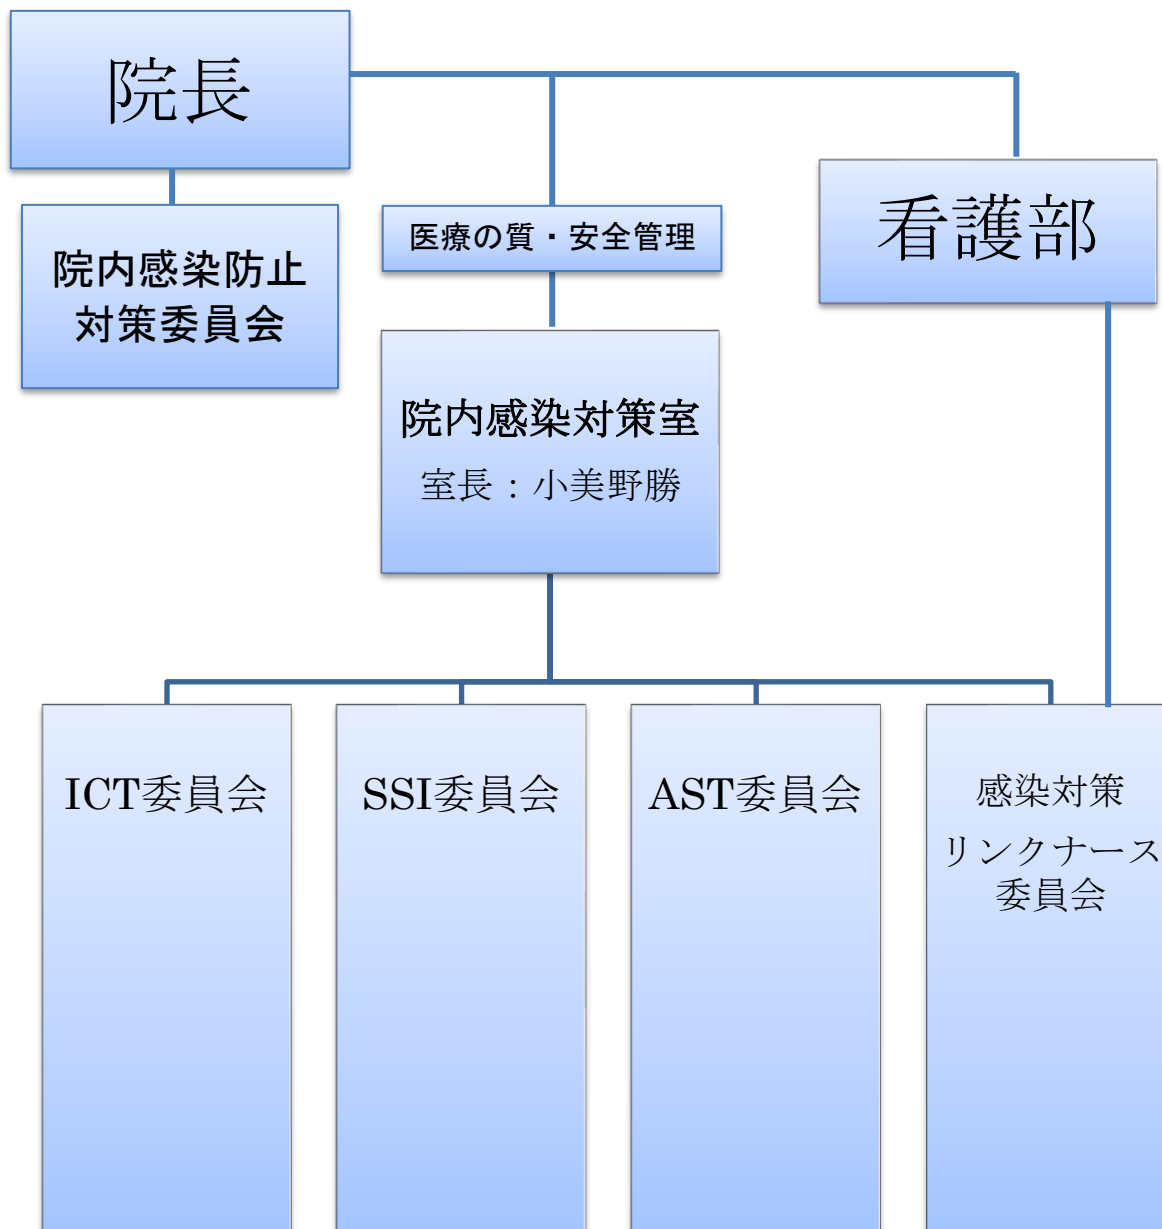 院長
院内感染防止
対策委員会
医療の質・安全管理
看護部
院内感染対策室
室長：小美野勝
ICT委員会
SSI委員会
AST委員会
感染対策
リンクナース
委員会